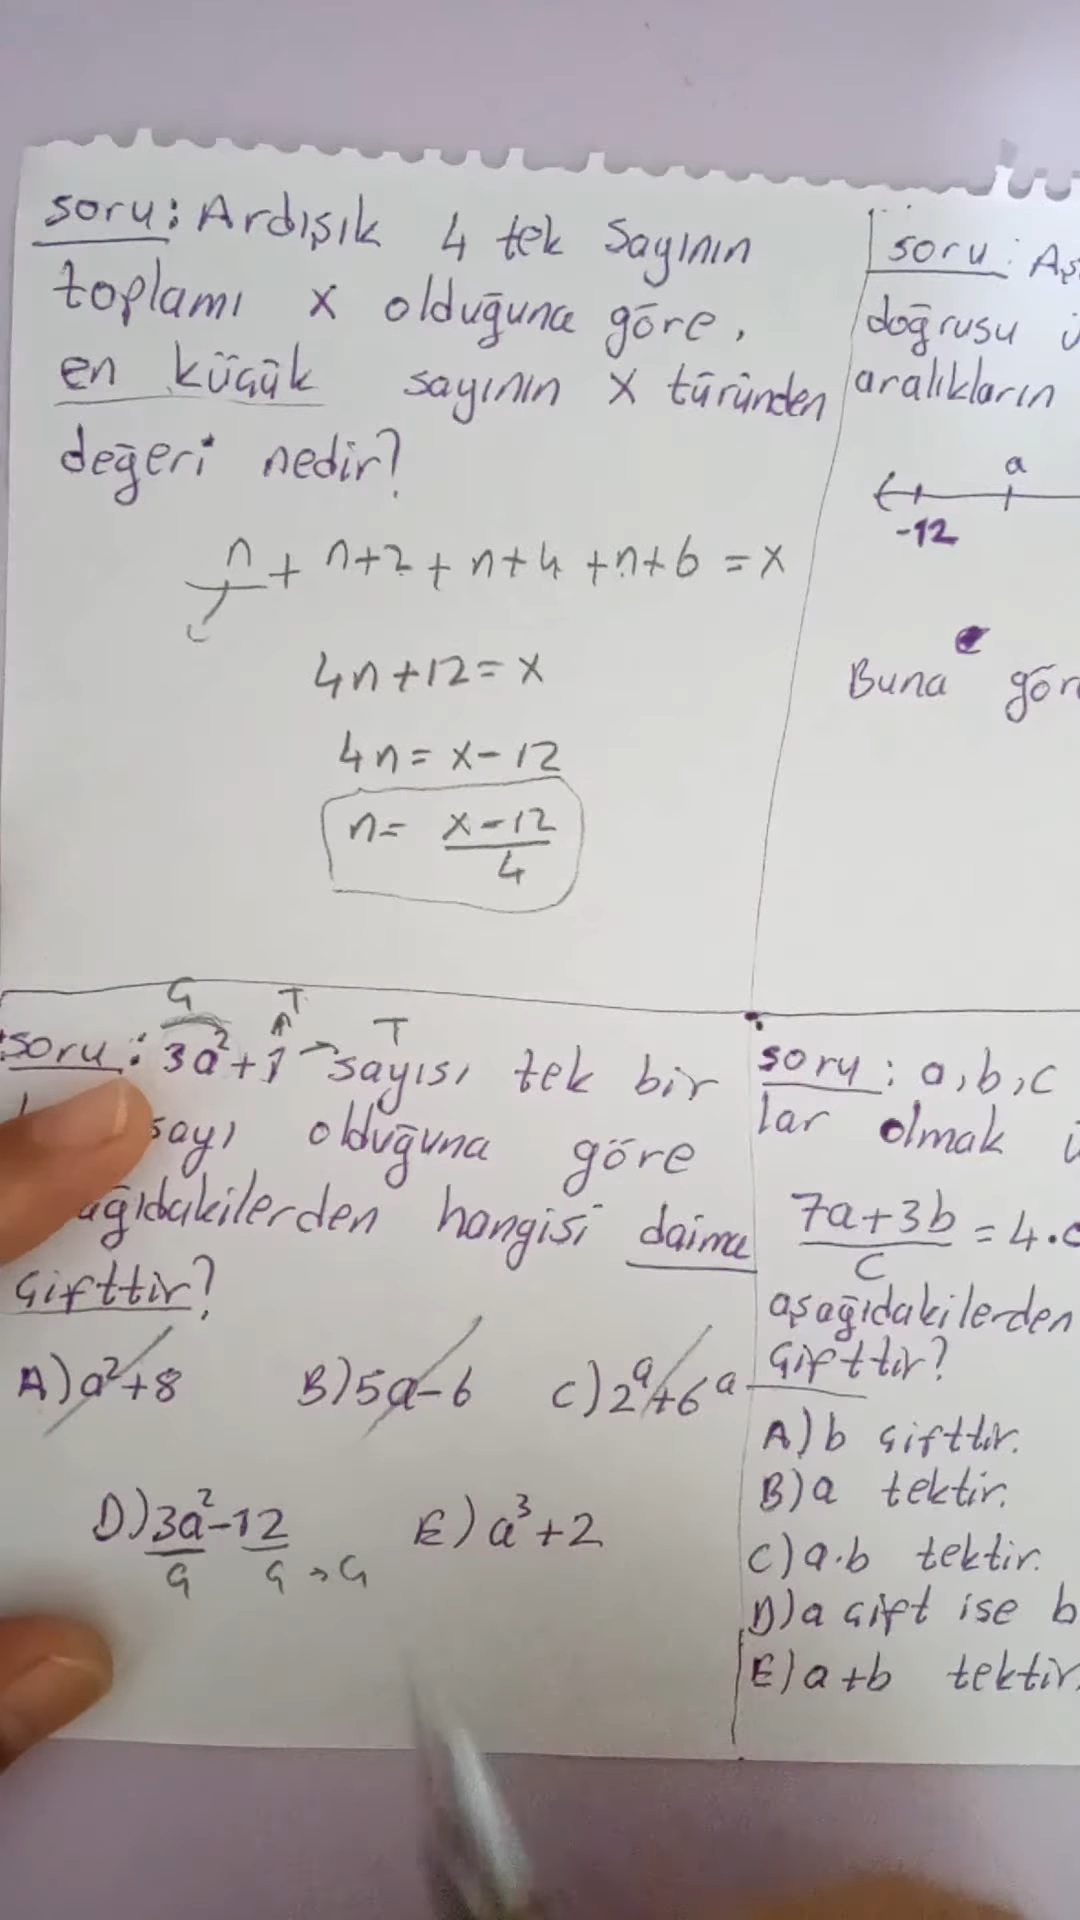 soru: Ardışık 4 tek sayının
toplamı x olduğuna göre,
en küçük sayının x türünden
değeri nedir?
n + n+2 + n+4 + n+6 = x
4n+12 = x
4n = x - 12
n = x-12 / 4
soru: Aş
doğrusu ü
aralıkların
a
-12
Buna gör
Ç T T
soru: 3a²+1 → sayısı tek bir
sayı olduğuna göre
ağıdakilerden hangisi daima
çifttir?
A) a²+8 B) 5a-6 C) 2ᵃ+6ᵃ
D) 3a²-12 E) a³+2
Ç Ç → Ç
soru: a,b,c
lar olmak ü
7a+3b / c = 4.c
aşağıdakilerden
çifttir?
A) b çifttir.
B) a tektir.
C) a.b tektir.
D) a çift ise b
E) a+b tektir.